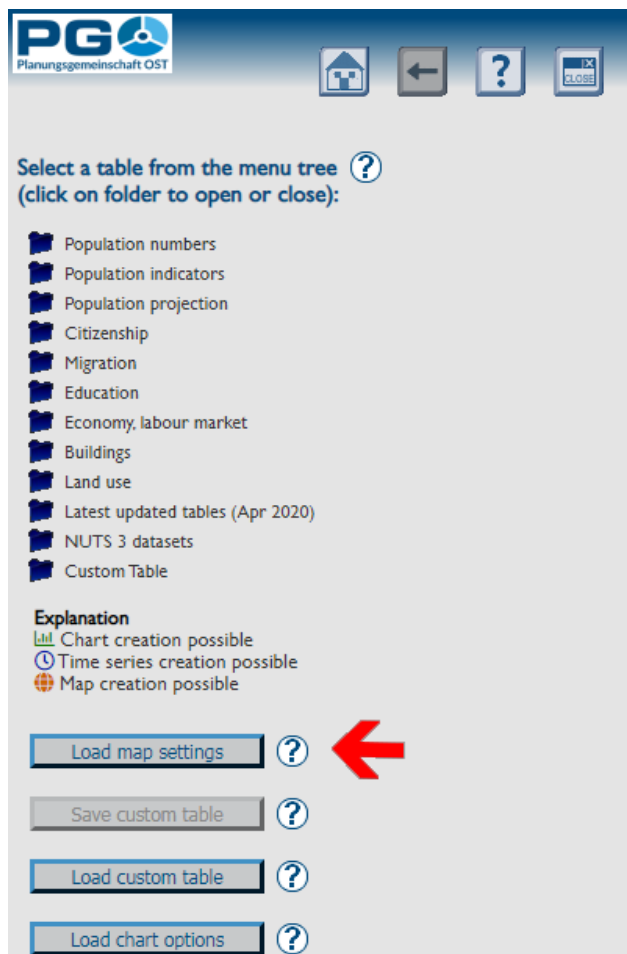 PGO
Planungsgemeinschaft OST
?
X
CLOSE
Select a table from the menu tree ?
(click on folder to open or close):
Population numbers
Population indicators
Population projection
Citizenship
Migration
Education
Economy, labour market
Buildings
Land use
Latest updated tables (Apr 2020)
NUTS 3 datasets
Custom Table
Explanation
Chart creation possible
Time series creation possible
Map creation possible
Load map settings ?
Save custom table ?
Load custom table ?
Load chart options ?